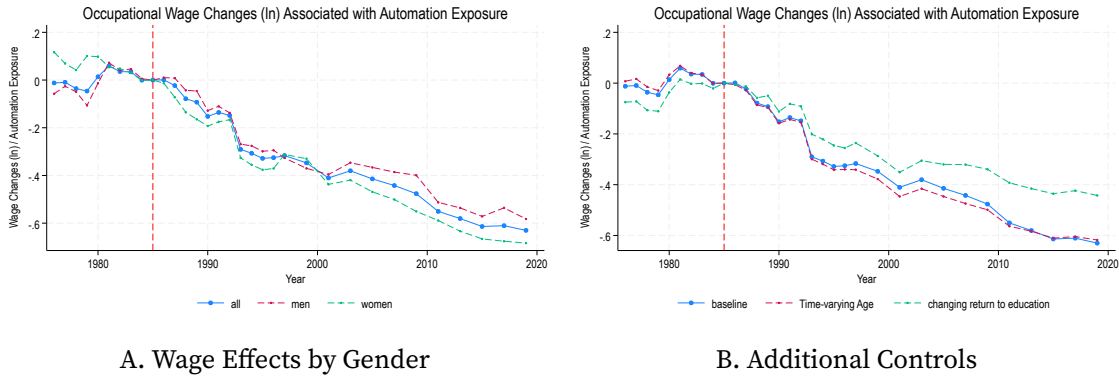 Occupational Wage Changes (ln) Associated with Automation Exposure
Wage Changes (ln) / Automation Exposure
.2
0
-.2
-.4
-.6
1980 1990 2000 2010 2020
Year
all men women
A. Wage Effects by Gender
Occupational Wage Changes (ln) Associated with Automation Exposure
Wage Changes (ln) / Automation Exposure
.2
0
-.2
-.4
-.6
1980 1990 2000 2010 2020
Year
baseline Time-varying Age changing return to education
B. Additional Controls